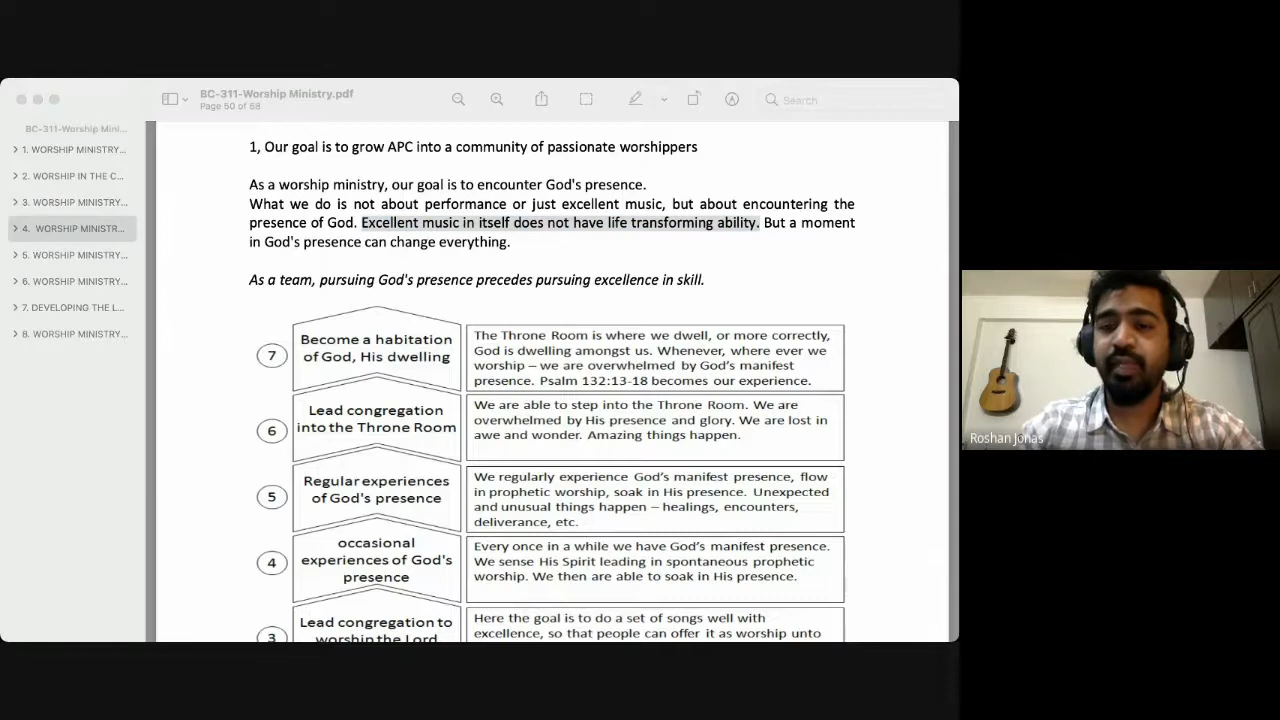 BC-311-Worship Ministry.pdf
Page 50 of 68
Search
BC-311-Worship Mini...
1. WORSHIP MINISTRY...
2. WORSHIP IN THE C...
3. WORSHIP MINISTRY...
4. WORSHIP MINISTR...
5. WORSHIP MINISTRY...
6. WORSHIP MINISTRY...
7. DEVELOPING THE L...
8. WORSHIP MINISTRY...
1, Our goal is to grow APC into a community of passionate worshippers
As a worship ministry, our goal is to encounter God's presence.
What we do is not about performance or just excellent music, but about encountering the
presence of God. Excellent music in itself does not have life transforming ability. But a moment
in God's presence can change everything.
As a team, pursuing God's presence precedes pursuing excellence in skill.
7
Become a habitation
of God, His dwelling
The Throne Room is where we dwell, or more correctly,
God is dwelling amongst us. Whenever, where ever we
worship – we are overwhelmed by God's manifest
presence. Psalm 132:13-18 becomes our experience.
6
Lead congregation
into the Throne Room
We are able to step into the Throne Room. We are
overwhelmed by His presence and glory. We are lost in
awe and wonder. Amazing things happen.
5
Regular experiences
of God's presence
We regularly experience God's manifest presence, flow
in prophetic worship, soak in His presence. Unexpected
and unusual things happen – healings, encounters,
deliverance, etc.
4
occasional
experiences of God's
presence
Every once in a while we have God's manifest presence.
We sense His Spirit leading in spontaneous prophetic
worship. We then are able to soak in His presence.
3
Lead congregation to
worship the Lord
Here the goal is to do a set of songs well with
excellence, so that people can offer it as worship unto
Roshan Jonas